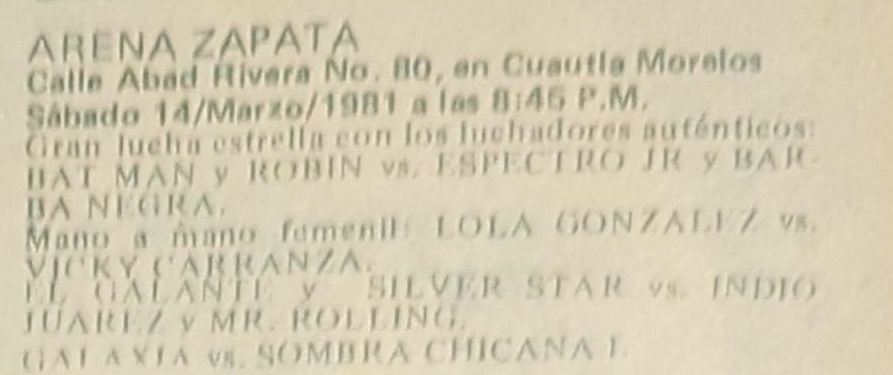 ARENA ZAPATA
Calle Abad Rivera No. 80, en Cuautla Morelos
Sábado 14/Marzo/1981 a las 8:45 P.M.
Gran lucha estrella con los luchadores auténticos:
BAT MAN y ROBIN vs. ESPECTRO JR y BAR-
BA NEGRA.
Mano a mano femenil: LOLA GONZALEZ vs.
VICKY CARRANZA.
EL GALANTE y SILVER STAR vs. INDIO
JUAREZ y MR. ROLLING.
GALAXIA vs. SOMBRA CHICANA I.